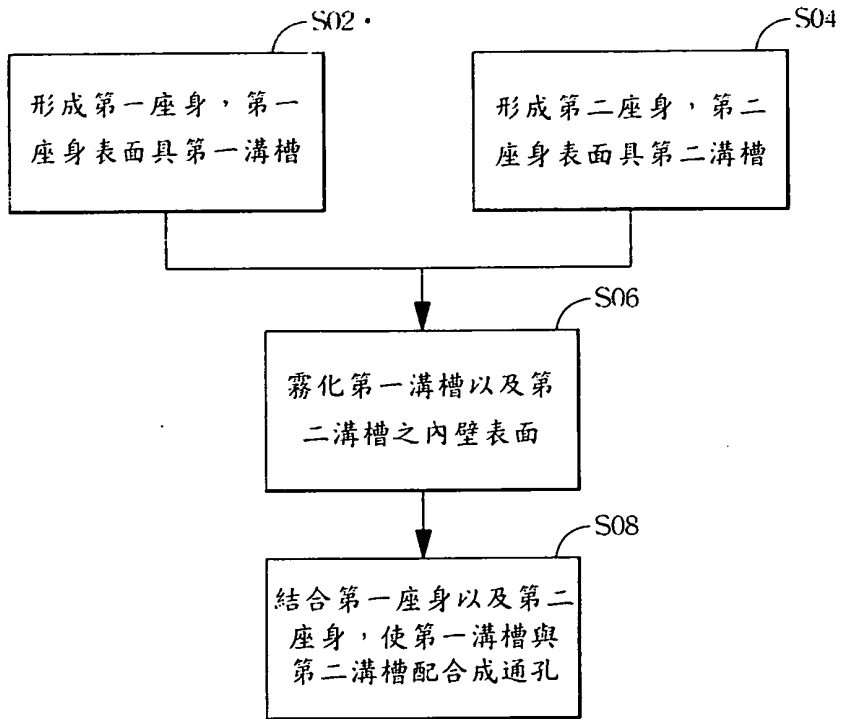 S02
形成第一座身，第一
座身表面具第一溝槽
S04
形成第二座身，第二
座身表面具第二溝槽
S06
霧化第一溝槽以及第
二溝槽之內壁表面
S08
結合第一座身以及第二
座身，使第一溝槽與
第二溝槽配合成通孔